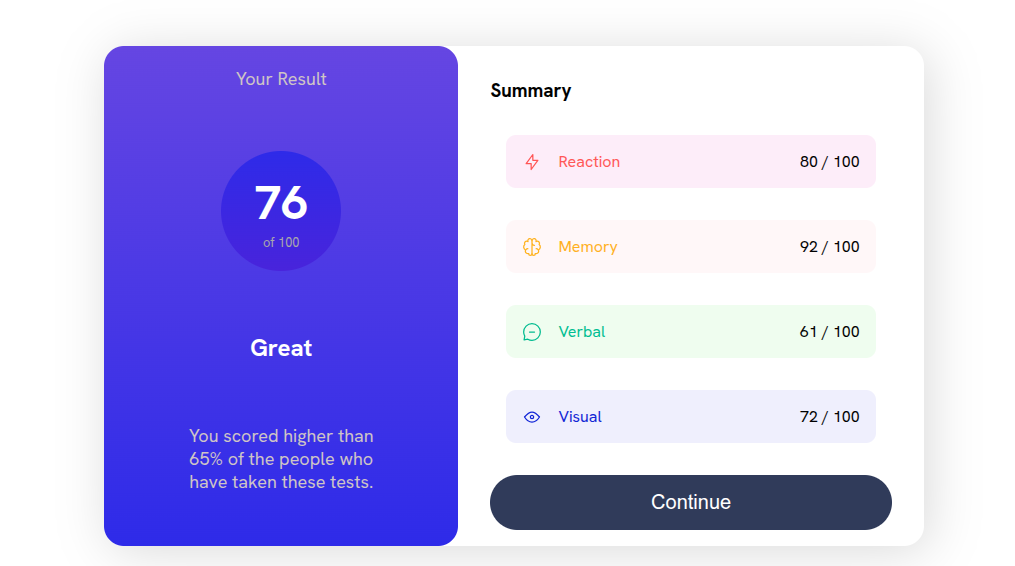 Your Result
76
of 100
Great
You scored higher than
65% of the people who
have taken these tests.
Summary
Reaction 80 / 100
Memory 92 / 100
Verbal 61 / 100
Visual 72 / 100
Continue